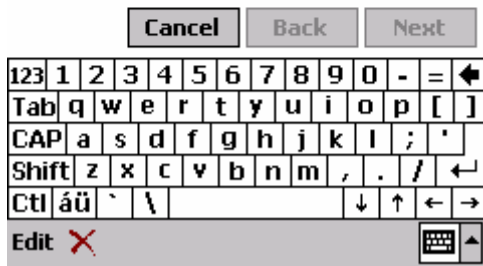 Cancel Back Next
123 1 2 3 4 5 6 7 8 9 0 - = 🡸
Tab q w e r t y u i o p [ ]
CAP a s d f g h j k l ; '
Shift z x c v b n m , . / ↵
Ctl áü ` \ ↓ ↑ ← →
Edit